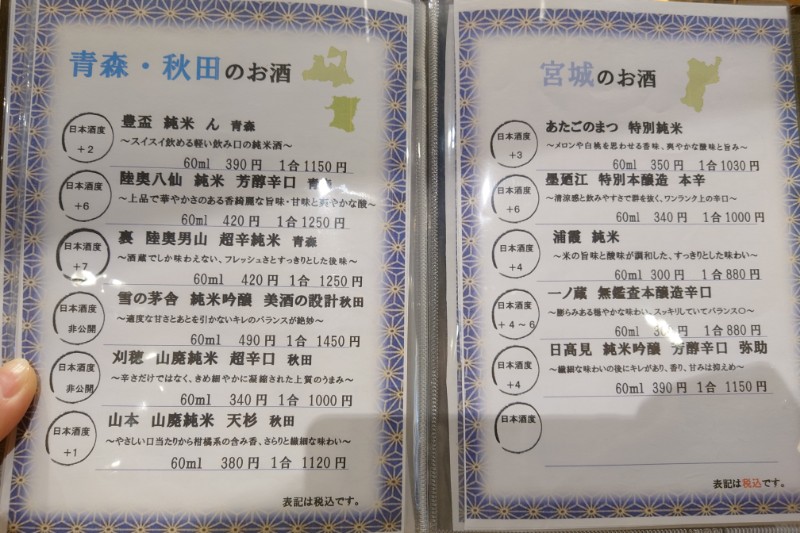 青森・秋田のお酒
日本酒度
+2
豊盃 純米 ん 青森
～スイスイ飲める軽い飲み口の純米酒～
60ml 390円 1合1150円
日本酒度
+6
陸奥八仙 純米 芳醇辛口
～上品で華やかさのある香綺麗な旨味・甘味と爽やかな酸～
60ml 420円 1合1250円
日本酒度
+7
裏 陸奥男山 超辛純米 青森
～酒蔵でしか味わえない、フレッシュさとすっきりとした後味～
60ml 420円 1合1250円
日本酒度
非公開
雪の茅舎 純米吟醸 美酒の設計秋田
～適度な甘さとあとを引かないキレのバランスが絶妙～
60ml 490円 1合1450円
日本酒度
非公開
刈穂 山廃純米 超辛口 秋田
～辛さだけではなく、きめ細やかに凝縮された上質のうまみ～
60ml 340円 1合1000円
日本酒度
+1
山本 山廃純米 天杉 秋田
～やさしい口当たりから柑橘系の含み香、さらりと繊細な味わい～
60ml 380円 1合1120円
表記は税込です。
宮城のお酒
日本酒度
+3
あたごのまつ 特別純米
～メロンや白桃を思わせる香味、爽やかな酸味と旨み～
60ml 350円 1合1030円
日本酒度
+6
墨廼江 特別本醸造 本辛
～清涼感と飲みやすさで群を抜く、ワンランク上の辛口～
60ml 340円 1合1000円
日本酒度
+4
浦霞 純米
～米の旨味と酸味が調和した、すっきりとした味わい～
60ml 300円 1合880円
日本酒度
+4～6
一ノ蔵 無鑑査本醸造辛口
～膨らみある穏やかな味わい、スッキリしていてバランス〇～
60ml 円 1合880円
日本酒度
+4
日高見 純米吟醸 芳醇辛口 弥助
～繊細な味わいの後にキレがあり、香り、甘みは抑えめ～
60ml 390円 1合1150円
日本酒度
表記は税込です。